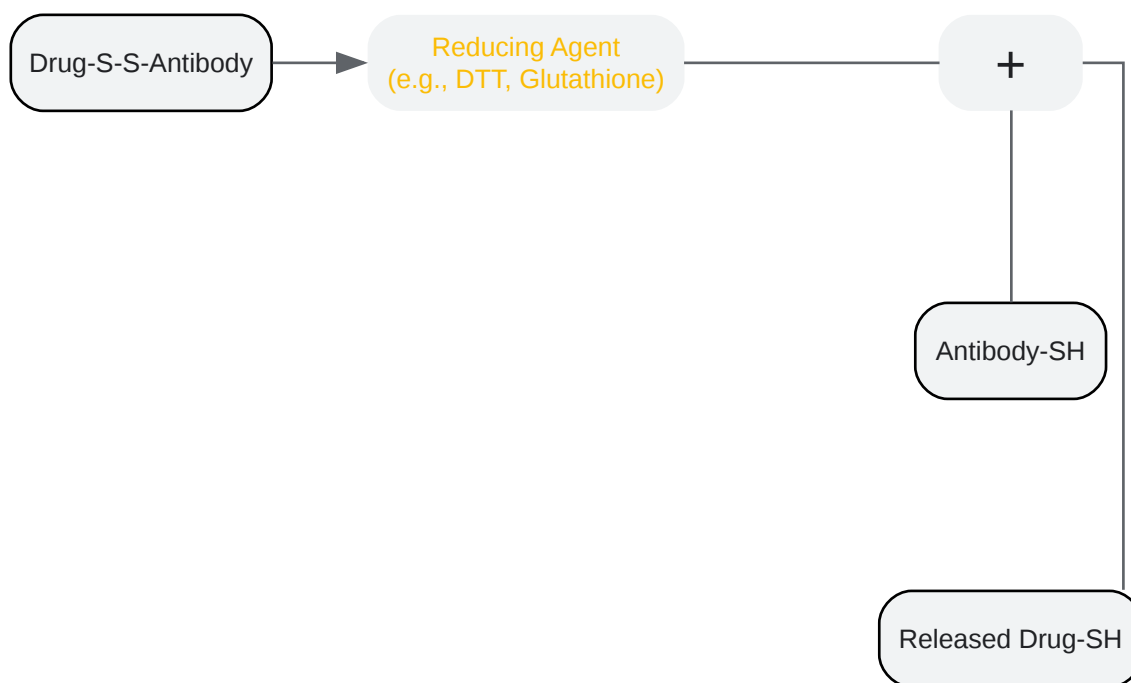 Drug-S-S-Antibody
Reducing Agent
(e.g., DTT, Glutathione)
+
Antibody-SH
Released Drug-SH